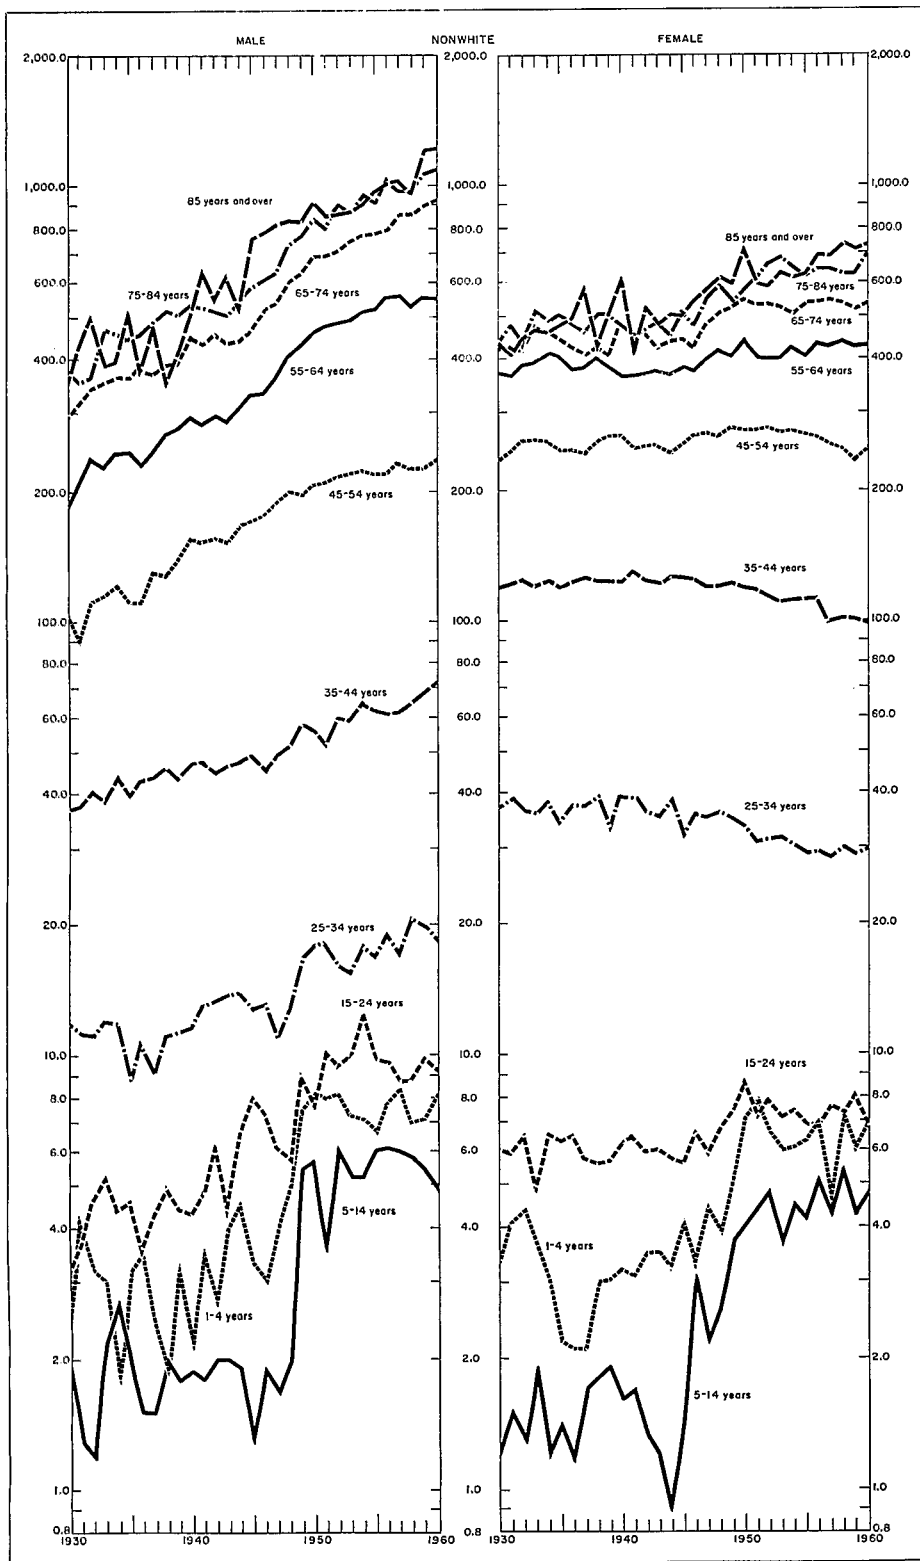 MALE NONWHITE FEMALE
2,000.0 2,000.0 2,000.0
1,000.0 1,000.0 1,000.0
85 years and over
800.0 800.0 800.0
85 years and over
75-84 years
600.0 600.0 600.0
75-84 years
65-74 years
65-74 years
400.0 400.0 400.0
55-64 years
55-64 years
45-54 years
200.0 200.0 200.0
45-54 years
35-44 years
100.0 100.0 100.0
80.0 80.0 80.0
35-44 years
60.0 60.0 60.0
40.0 40.0 40.0
25-34 years
20.0 20.0 20.0
25-34 years
15-24 years
10.0 10.0 10.0
15-24 years
8.0 8.0 8.0
6.0 6.0 6.0
5-14 years
4.0 4.0 4.0
1-4 years
1-4 years
2.0 2.0 2.0
5-14 years
1.0 1.0 1.0
0.8 0.8 0.8
1930 1940 1950 1960 1930 1940 1950 1960